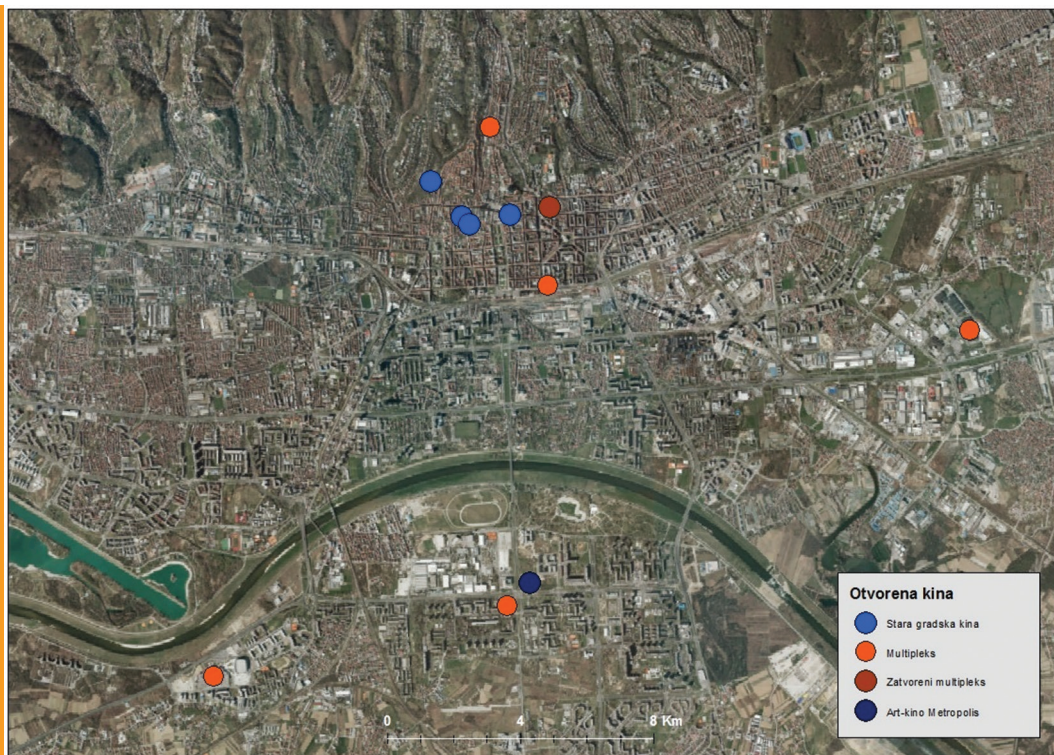 Otvorena kina
Stara gradska kina
Multipleks
Zatvoreni multipleks
Art-kino Metropolis
0 4 8 Km